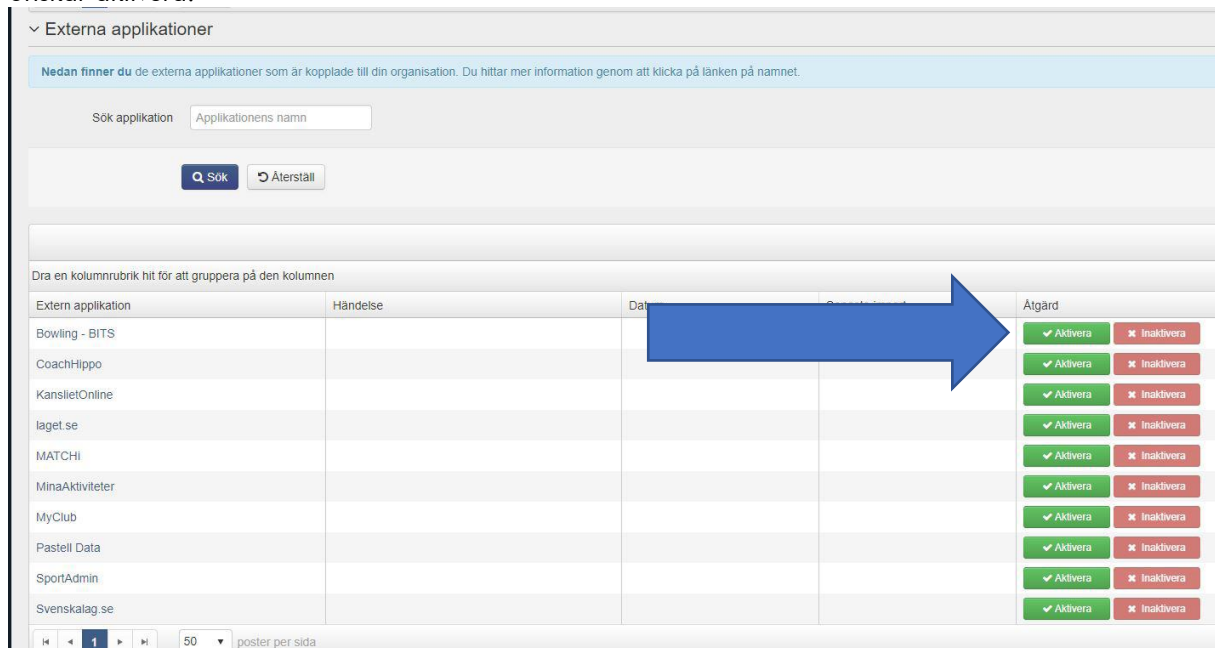 Externa applikationer
Nedan finner du de externa applikationer som är kopplade till din organisation. Du hittar mer information genom att klicka på länken på namnet.
Sök applikation Applikationens namn
Sök Återställ
Dra en kolumnrubrik hit för att gruppera på den kolumnen
Extern applikation Händelse Åtgärd
Bowling - BITS Aktivera Inaktivera
CoachHippo Aktivera Inaktivera
KanslietOnline Aktivera Inaktivera
laget.se Aktivera Inaktivera
MATCHi Aktivera Inaktivera
MinaAktiviteter Aktivera Inaktivera
MyClub Aktivera Inaktivera
Pastell Data Aktivera Inaktivera
SportAdmin Aktivera Inaktivera
Svenskalag.se Aktivera Inaktivera
1 50 poster per sida